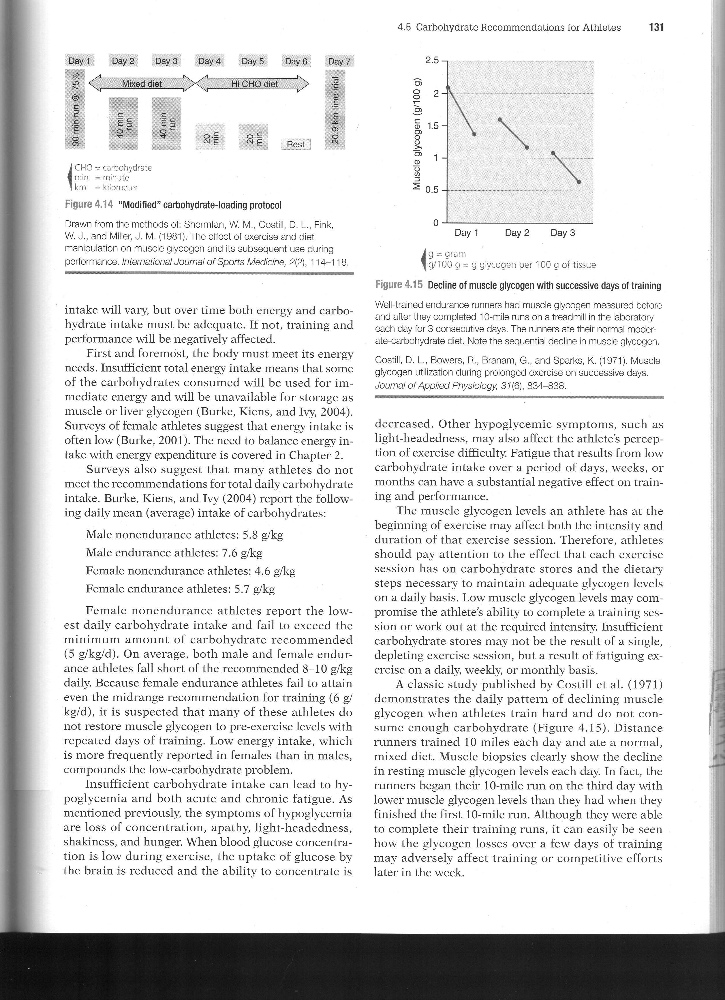 4.5 Carbohydrate Recommendations for Athletes 131
Day 1 Day 2 Day 3 Day 4 Day 5 Day 6 Day 7
90 min run @ 75%
Mixed diet
Hi CHO diet
40 min
run
40 min
run
20
min
20
min
Rest
20.9 km time trial
CHO = carbohydrate
min = minute
km = kilometer
Figure 4.14 “Modified” carbohydrate-loading protocol
Drawn from the methods of: Shermfan, W. M., Costill, D. L., Fink,
W. J., and Miller, J. M. (1981). The effect of exercise and diet
manipulation on muscle glycogen and its subsequent use during
performance. International Journal of Sports Medicine, 2(2), 114–118.
intake will vary, but over time both energy and carbo-
hydrate intake must be adequate. If not, training and
performance will be negatively affected.
First and foremost, the body must meet its energy
needs. Insufficient total energy intake means that some
of the carbohydrates consumed will be used for im-
mediate energy and will be unavailable for storage as
muscle or liver glycogen (Burke, Kiens, and Ivy, 2004).
Surveys of female athletes suggest that energy intake is
often low (Burke, 2001). The need to balance energy in-
take with energy expenditure is covered in Chapter 2.
Surveys also suggest that many athletes do not
meet the recommendations for total daily carbohydrate
intake. Burke, Kiens, and Ivy (2004) report the follow-
ing daily mean (average) intake of carbohydrates:
Male nonendurance athletes: 5.8 g/kg
Male endurance athletes: 7.6 g/kg
Female nonendurance athletes: 4.6 g/kg
Female endurance athletes: 5.7 g/kg
Female nonendurance athletes report the low-
est daily carbohydrate intake and fail to exceed the
minimum amount of carbohydrate recommended
(5 g/kg/d). On average, both male and female endur-
ance athletes fall short of the recommended 8–10 g/kg
daily. Because female endurance athletes fail to attain
even the midrange recommendation for training (6 g/
kg/d), it is suspected that many of these athletes do
not restore muscle glycogen to pre-exercise levels with
repeated days of training. Low energy intake, which
is more frequently reported in females than in males,
compounds the low-carbohydrate problem.
Insufficient carbohydrate intake can lead to hy-
poglycemia and both acute and chronic fatigue. As
mentioned previously, the symptoms of hypoglycemia
are loss of concentration, apathy, light-headedness,
shakiness, and hunger. When blood glucose concentra-
tion is low during exercise, the uptake of glucose by
the brain is reduced and the ability to concentrate is
Muscle glycogen (g/100 g)
2.5
2
1.5
1
0.5
0
Day 1 Day 2 Day 3
g = gram
g/100 g = g glycogen per 100 g of tissue
Figure 4.15 Decline of muscle glycogen with successive days of training
Well-trained endurance runners had muscle glycogen measured before
and after they completed 10-mile runs on a treadmill in the laboratory
each day for 3 consecutive days. The runners ate their normal moder-
ate-carbohydrate diet. Note the sequential decline in muscle glycogen.
Costill, D. L., Bowers, R., Branam, G., and Sparks, K. (1971). Muscle
glycogen utilization during prolonged exercise on successive days.
Journal of Applied Physiology, 31(6), 834–838.
decreased. Other hypoglycemic symptoms, such as
light-headedness, may also affect the athlete’s percep-
tion of exercise difficulty. Fatigue that results from low
carbohydrate intake over a period of days, weeks, or
months can have a substantial negative effect on train-
ing and performance.
The muscle glycogen levels an athlete has at the
beginning of exercise may affect both the intensity and
duration of that exercise session. Therefore, athletes
should pay attention to the effect that each exercise
session has on carbohydrate stores and the dietary
steps necessary to maintain adequate glycogen levels
on a daily basis. Low muscle glycogen levels may com-
promise the athlete’s ability to complete a training ses-
sion or work out at the required intensity. Insufficient
carbohydrate stores may not be the result of a single,
depleting exercise session, but a result of fatiguing ex-
ercise on a daily, weekly, or monthly basis.
A classic study published by Costill et al. (1971)
demonstrates the daily pattern of declining muscle
glycogen when athletes train hard and do not con-
sume enough carbohydrate (Figure 4.15). Distance
runners trained 10 miles each day and ate a normal,
mixed diet. Muscle biopsies clearly show the decline
in resting muscle glycogen levels each day. In fact, the
runners began their 10-mile run on the third day with
lower muscle glycogen levels than they had when they
finished the first 10-mile run. Although they were able
to complete their training runs, it can easily be seen
how the glycogen losses over a few days of training
may adversely affect training or competitive efforts
later in the week.